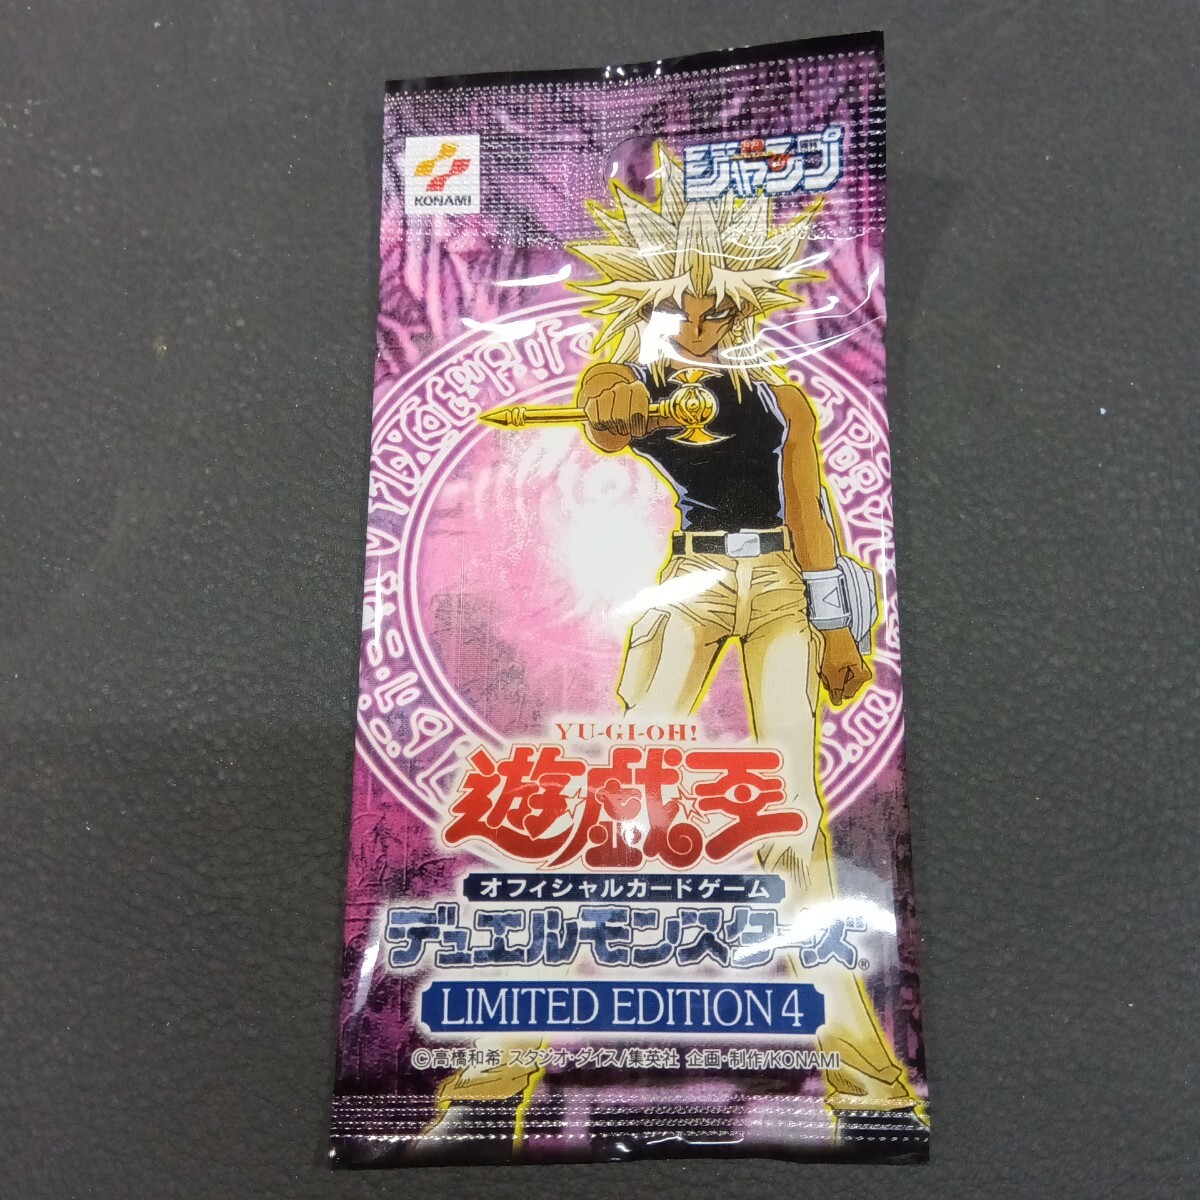 KONAMI
ジャンプ
YU-GI-OH!
遊☆戯☆王
オフィシャルカードゲーム
デュエルモンスターズ®
LIMITED EDITION 4
©高橋和希 スタジオ・ダイス/集英社 企画・制作/KONAMI